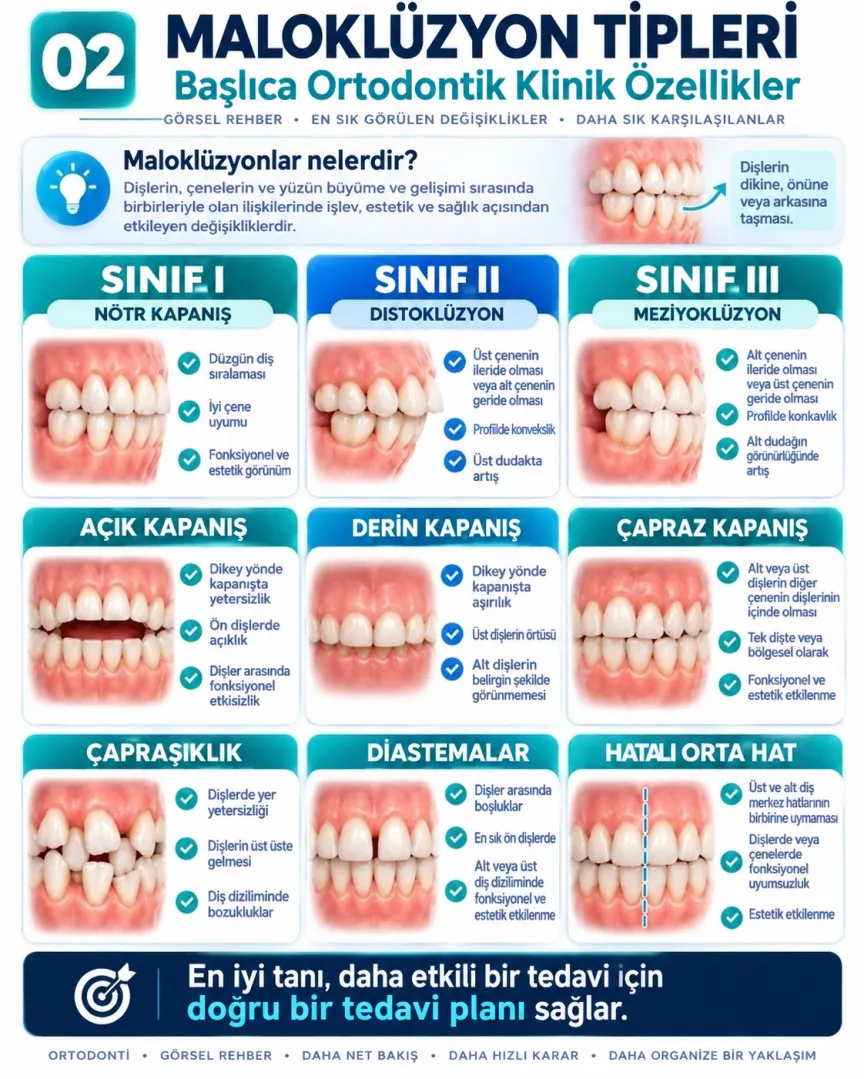 02
MALOKLÜZYON TİPLERİ
Başlıca Ortodontik Klinik Özellikler
GÖRSEL REHBER • EN SIK GÖRÜLEN DEĞİŞİKLİKLER • DAHA SIK KARŞILAŞILANLAR
Maloklüzyonlar nelerdir?
Dişlerin, çenelerin ve yüzün büyüme ve gelişimi sırasında
birbirleriyle olan ilişkilerinde işlev, estetik ve sağlık açısından
etkileyen değişikliklerdir.
Dişlerin
dikine, önüne
veya arkasına
taşması.
SINIF I
NÖTR KAPANIŞ
Düzgün diş
sıralaması
İyi çene
uyumu
Fonksiyonel ve
estetik görünüm
SINIF II
DISTOKLÜZYON
Üst çenenin
ileride olması
veya alt çenenin
geride olması
Profilde konvekslik
Üst dudakta
artış
SINIF III
MEZİYOKLÜZYON
Alt çenenin
ileride olması
veya üst çenenin
geride olması
Profilde konkavlık
Alt dudağın
görünürlüğünde
artış
AÇIK KAPANIŞ
Dikey yönde
kapanışta
yetersizlik
Ön dişlerde
açıklık
Dişler arasında
fonksiyonel
etkisizlik
DERİN KAPANIŞ
Dikey yönde
kapanışta
aşırılık
Üst dişlerin örtüsü
Alt dişlerin
belirgin şekilde
görünmemesi
ÇAPRAZ KAPANIŞ
Alt veya üst
dişlerin diğer
çenenin dişlerinin
içinde olması
Tek dişte veya
bölgesel olarak
Fonksiyonel ve
estetik etkilenme
ÇAPRAŞIKLIK
Dişlerde yer
yetersizliği
Dişlerin üst üste
gelmesi
Diş diziliminde
bozukluklar
DİASTEMALAR
Dişler arasında
boşluklar
En sık ön dişlerde
Alt veya üst
diş diziliminde
fonksiyonel ve
estetik etkilenme
HATALI ORTA HAT
Üst ve alt diş
merkez hatlarının
birbirine uymaması
Dişlerde veya
çenelerde
fonksiyonel
uyumsuzluk
Estetik etkilenme
En iyi tanı, daha etkili bir tedavi için
doğru bir tedavi planı sağlar.
ORTODONTİ • GÖRSEL REHBER • DAHA NET BAKIŞ • DAHA HIZLI KARAR • DAHA ORGANIZE BİR YAKLAŞIM